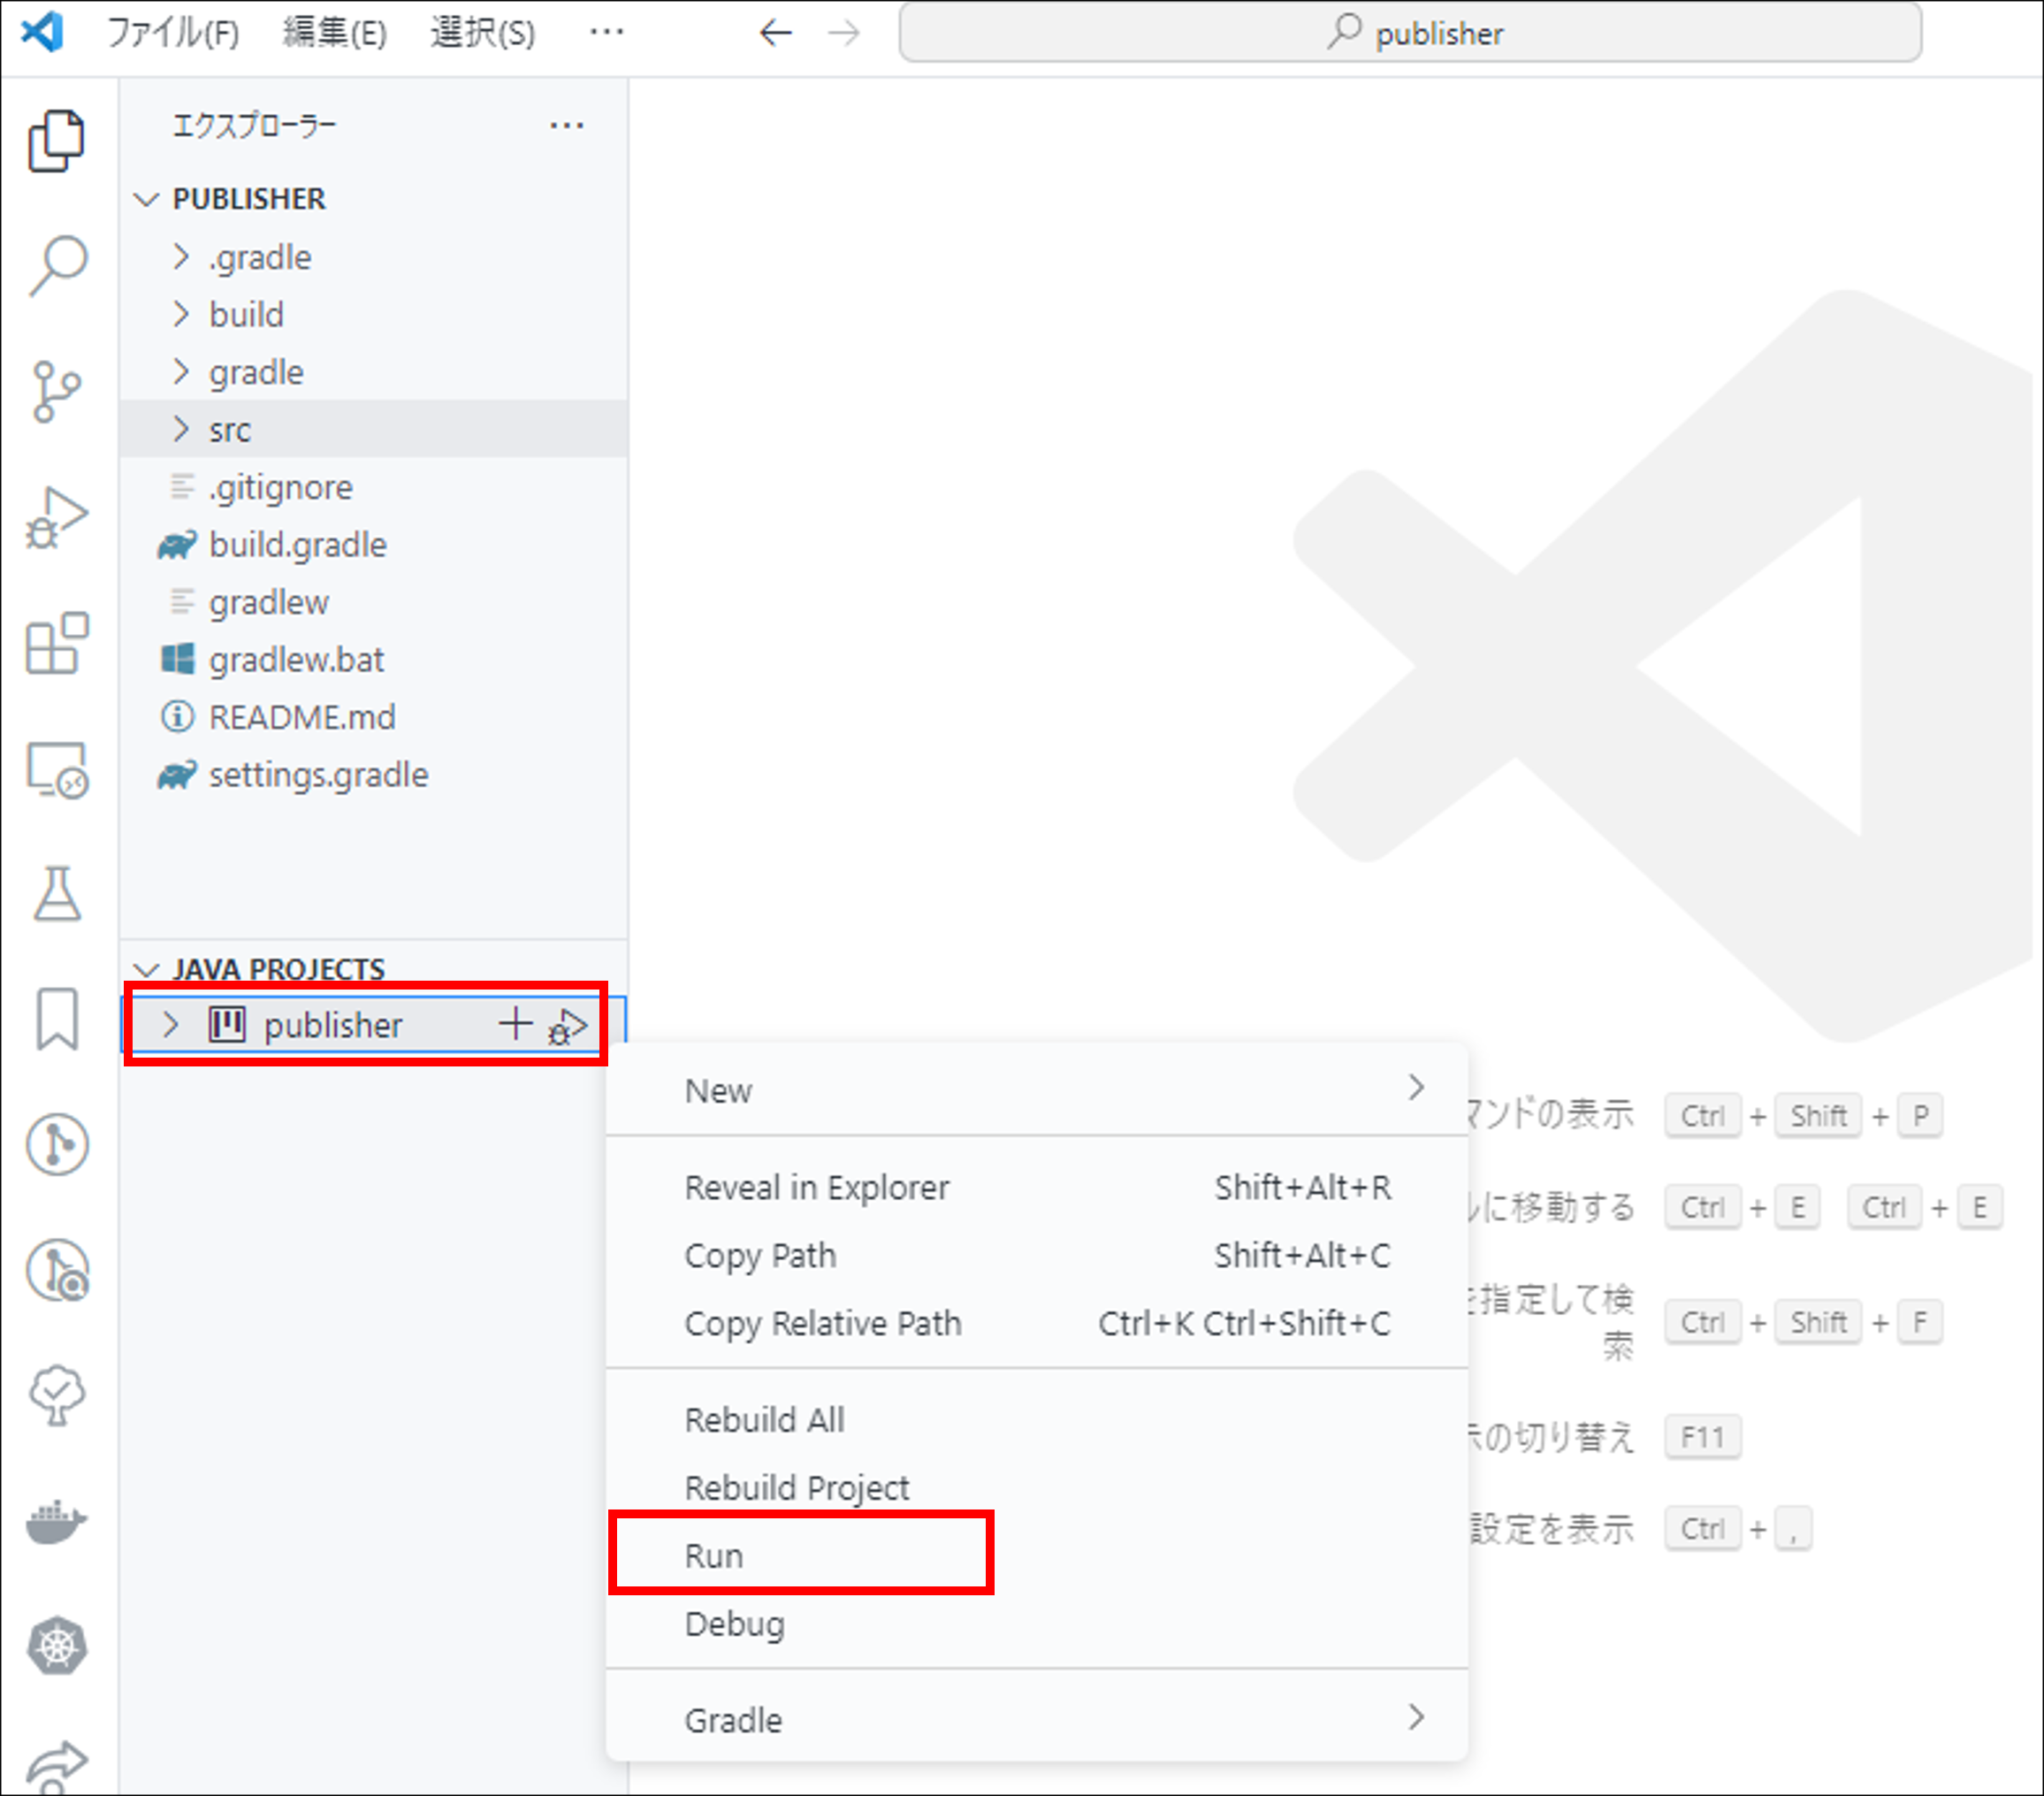 ファイル(F) 編集(E) 選択(S) ··· publisher
エクスプローラー ···
PUBLISHER
.gradle
build
gradle
src
.gitignore
build.gradle
gradlew
gradlew.bat
README.md
settings.gradle
JAVA PROJECTS
publisher
New
Reveal in Explorer Shift+Alt+R
Copy Path Shift+Alt+C
Copy Relative Path Ctrl+K Ctrl+Shift+C
Rebuild All
Rebuild Project
Run
Debug
Gradle
マンドの表示 Ctrl + Shift + P
ルに移動する Ctrl + E Ctrl + E
を指定して検
索 Ctrl + Shift + F
示の切り替え F11
設定を表示 Ctrl + ,